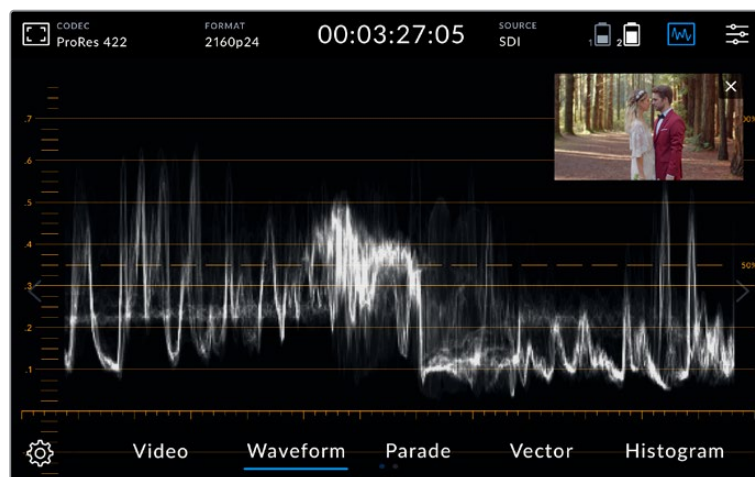 CODEC
ProRes 422
FORMAT
2160p24
00:03:27:05
SOURCE
SDI
1
2
.7
.6
.5
.4
50%
.3
.2
.1
Video
Waveform
Parade
Vector
Histogram